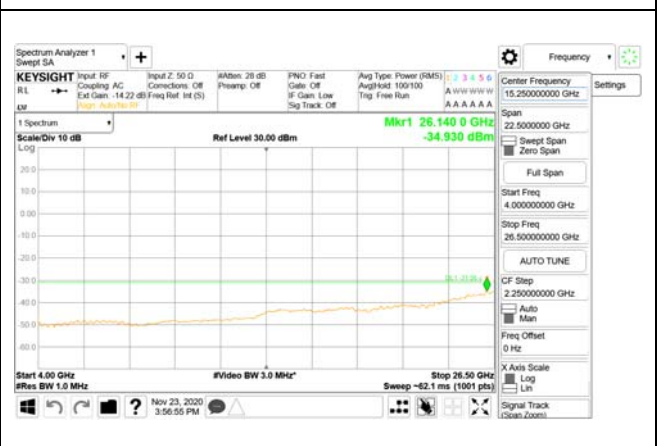 Spectrum Analyzer 1
Swept SA
+
Frequency
KEYSIGHT
RL
Input: RF
Coupling: AC
Ext Gain: -14.22 dB
Align: Auto/No RF
Input Z: 50 Ω
Corrections: Off
Freq Ref: Int (S)
#Atten: 28 dB
Preamp: Off
PNO: Fast
Gate: Off
IF Gain: Low
Sig Track: Off
Avg Type: Power (RMS)
Avg|Hold: 100/100
Trig: Free Run
1 2 3 4 5 6
A W W W W W
A A A A A A
1 Spectrum
Scale/Div 10 dB
Log
Ref Level 30.00 dBm
Mkr1 26.140 0 GHz
-34.930 dBm
20.0
10.0
0.00
-10.0
-20.0
-30.0
-40.0
-50.0
-60.0
Start 4.00 GHz
#Res BW 1.0 MHz
#Video BW 3.0 MHz*
Stop 26.50 GHz
Sweep ~62.1 ms (1001 pts)
Nov 23, 2020
3:56:55 PM
Center Frequency
15.250000000 GHz
Settings
Span
22.5000000 GHz
Swept Span
Zero Span
Full Span
Start Freq
4.000000000 GHz
Stop Freq
26.500000000 GHz
AUTO TUNE
CF Step
2.250000000 GHz
Auto
Man
Freq Offset
0 Hz
X Axis Scale
Log
Lin
Signal Track
(Span Zoom)